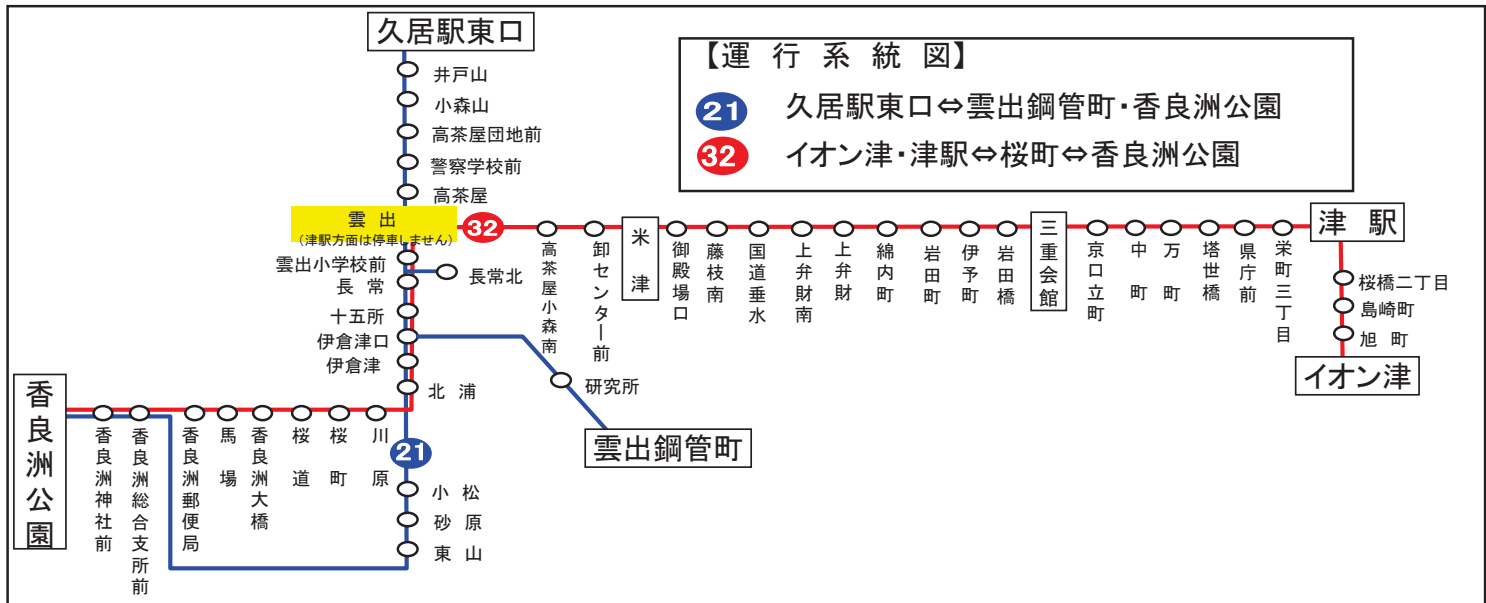 久居駅東口
【運 行 系 統 図】
21 久居駅東口⇔雲出鋼管町・香良洲公園
32 イオン津・津駅⇔桜町⇔香良洲公園
井戸山
小森山
高茶屋団地前
警察学校前
高茶屋
雲 出
(津駅方面は停車しません)
32
高茶屋小森南
卸センター前
米 津
御殿場口
藤枝南
国道垂水
上弁財南
上弁財
綿内町
岩田町
伊予町
岩田橋
三重会館
京口立町
中 町
万 町
塔世橋
県庁前
栄町三丁目
津 駅
桜橋二丁目
島崎町
旭 町
イオン津
雲出小学校前
長常北
長 常
十五所
伊倉津口
伊倉津
北 浦
研究所
雲出鋼管町
香良洲公園
香良洲神社前
香良洲総合支所前
香良洲郵便局
馬 場
香良洲大橋
桜 道
桜 町
川 原
21
小 松
砂 原
東 山